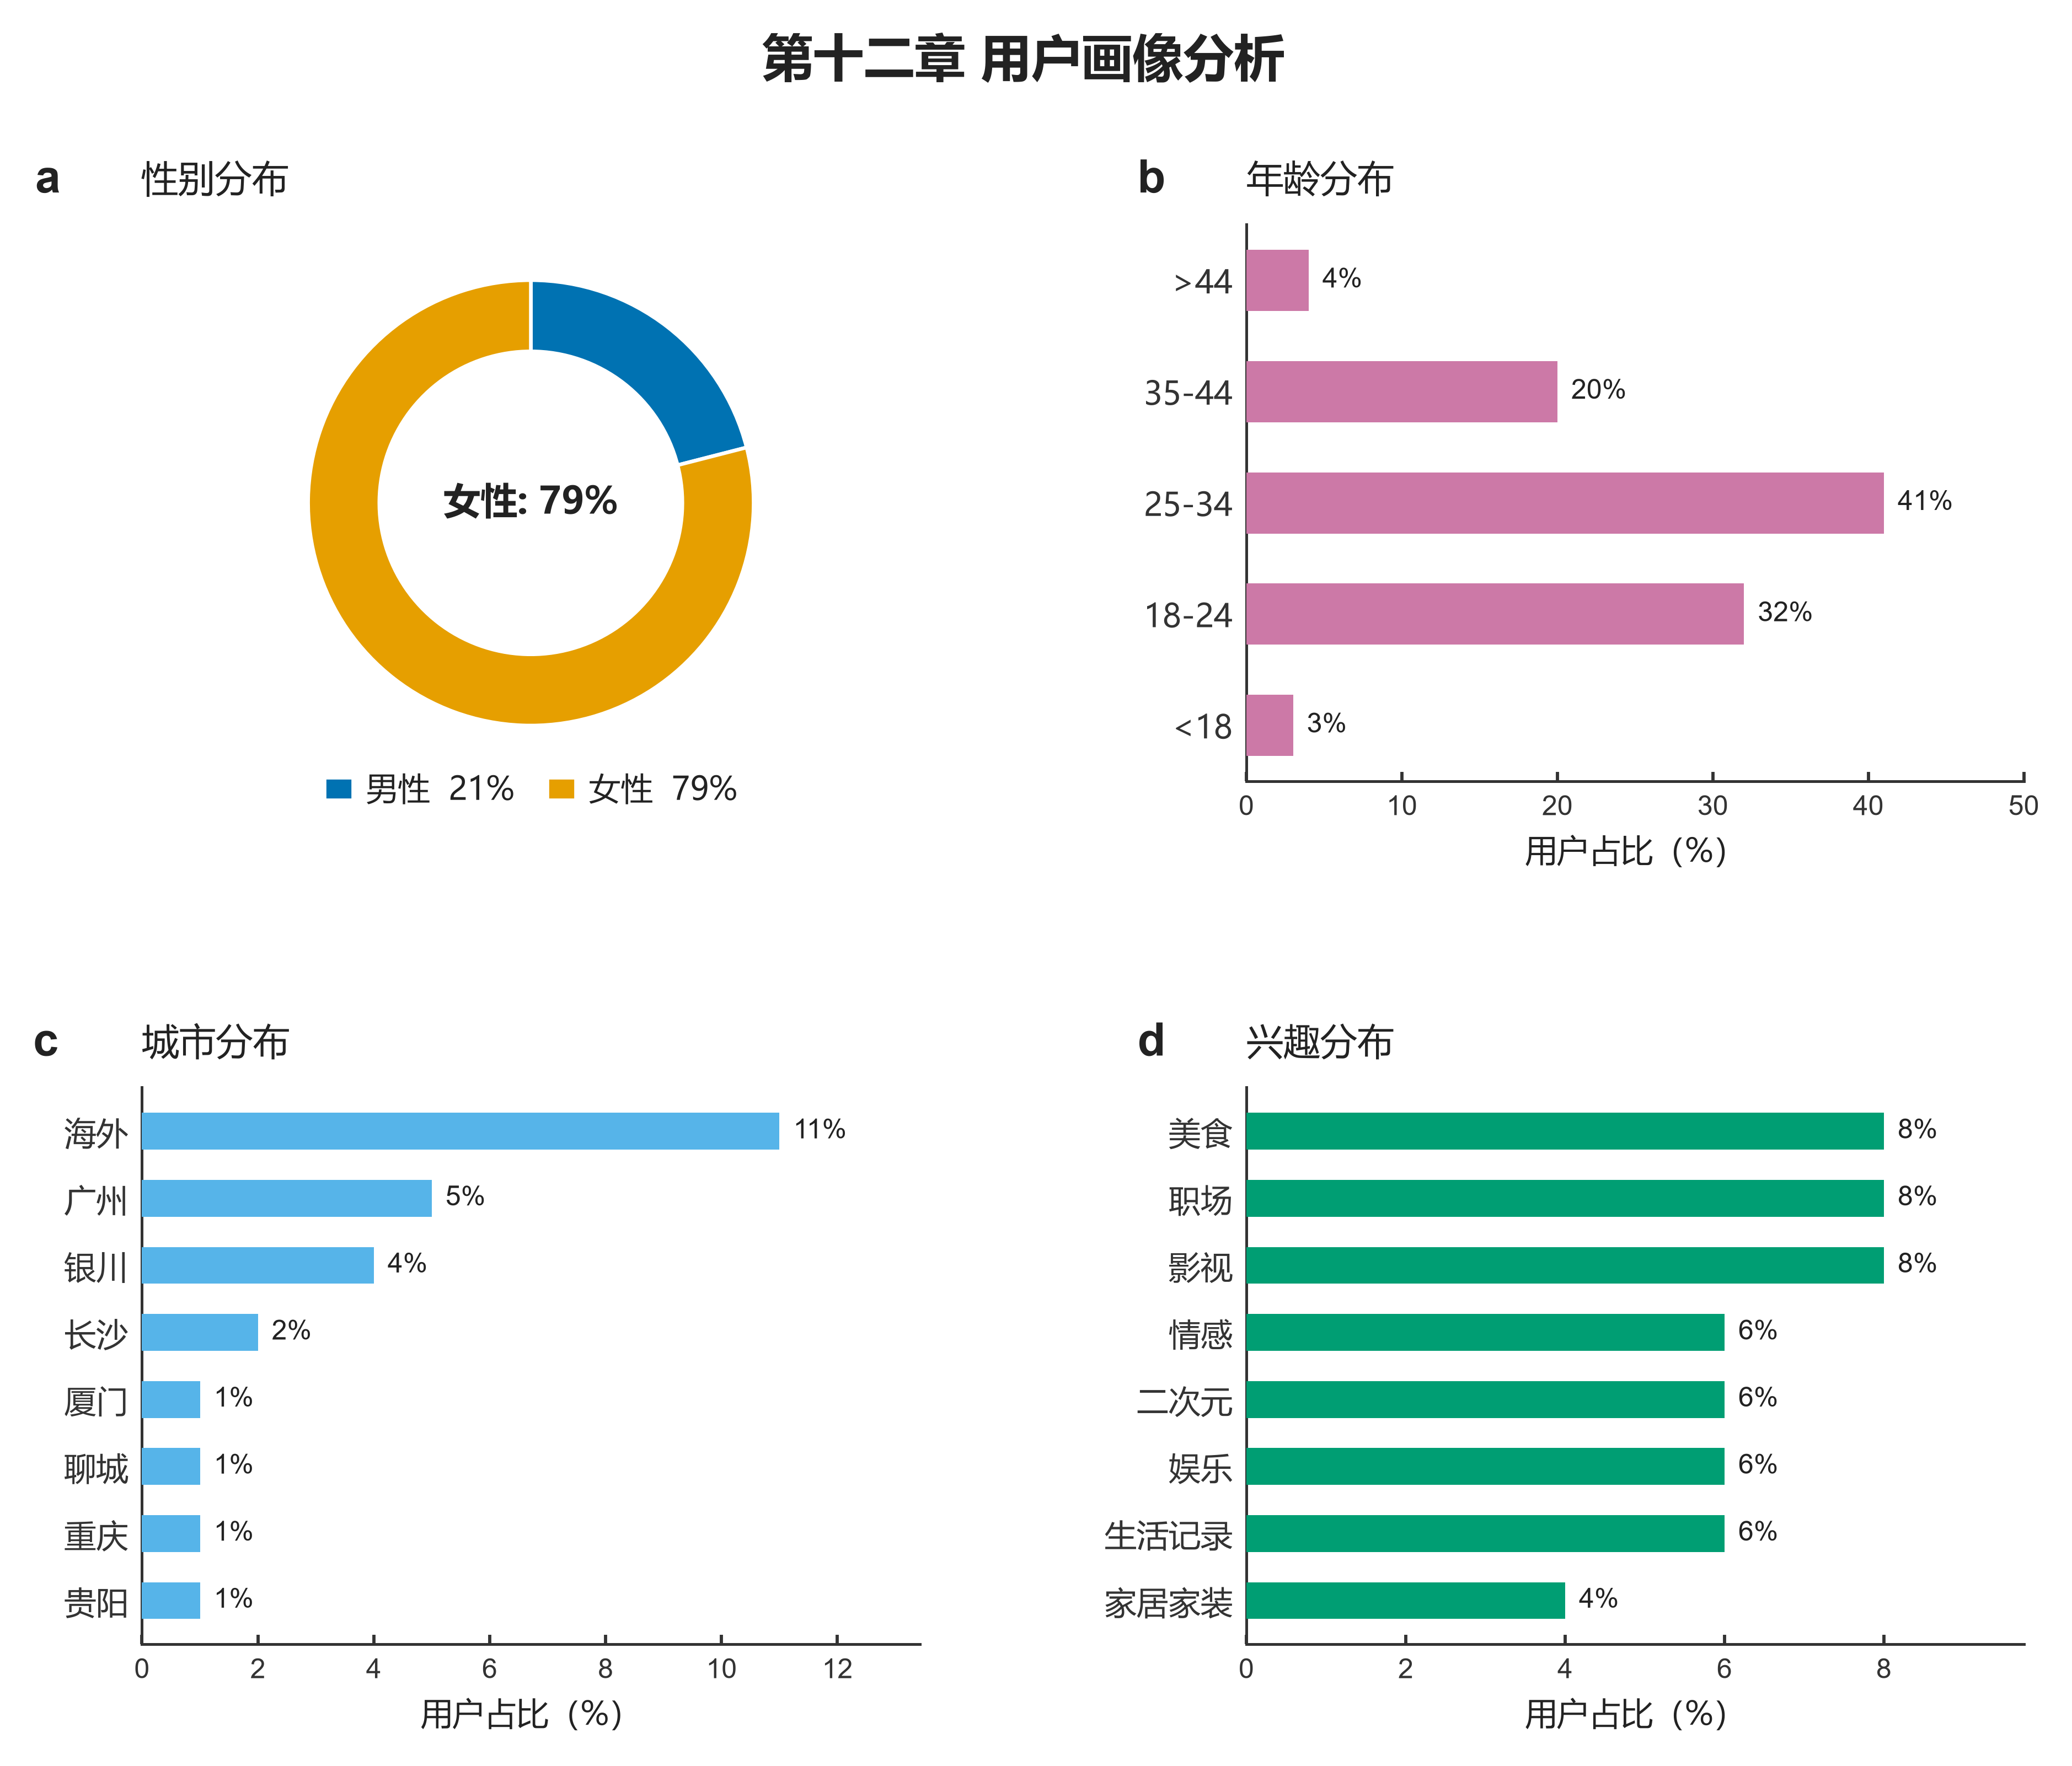 第十二章 用户画像分析
a 性别分布
女性: 79%
男性 21% 女性 79%
b 年龄分布
>44 4%
35-44 20%
25-34 41%
18-24 32%
<18 3%
0 10 20 30 40 50
用户占比（%）
c 城市分布
海外 11%
广州 5%
银川 4%
长沙 2%
厦门 1%
聊城 1%
重庆 1%
贵阳 1%
0 2 4 6 8 10 12
用户占比（%）
d 兴趣分布
美食 8%
职场 8%
影视 8%
情感 6%
二次元 6%
娱乐 6%
生活记录 6%
家居家装 4%
0 2 4 6 8
用户占比（%）